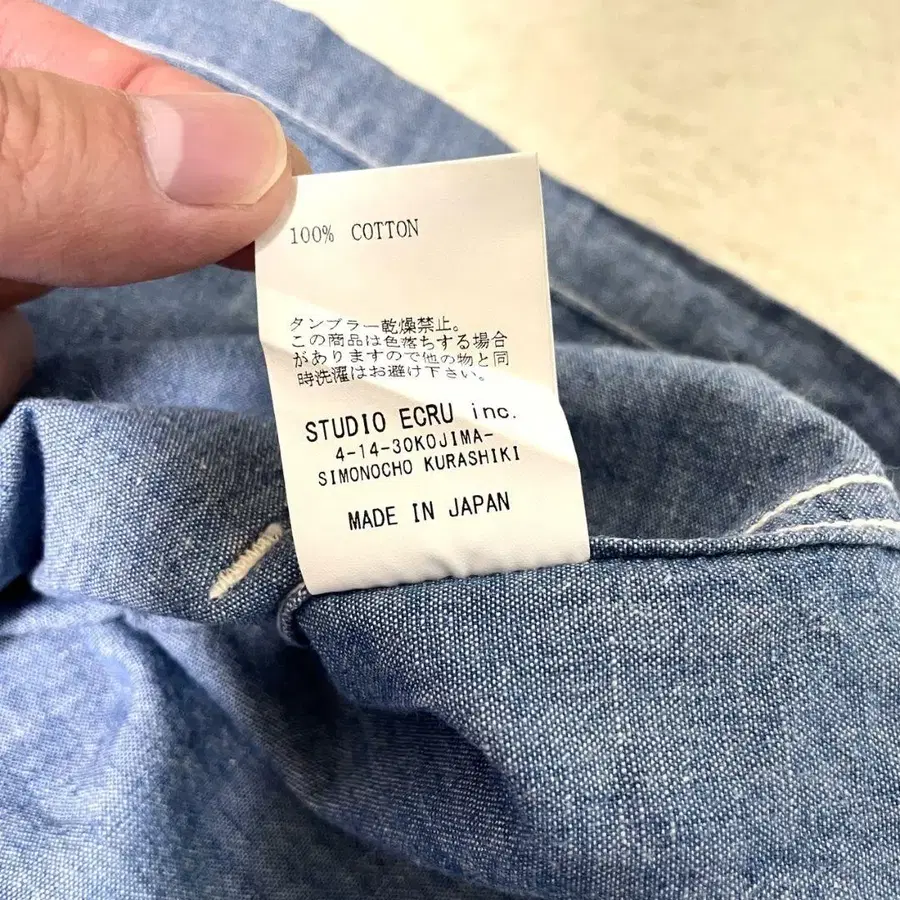 100% COTTON
タンブラー乾燥禁止。
この商品は色落ちする場合
がありますので他の物と同
時洗濯はお避け下さい。
STUDIO ECRU inc.
4-14-30KOJIMA-
SIMONOCHO KURASHIKI
MADE IN JAPAN